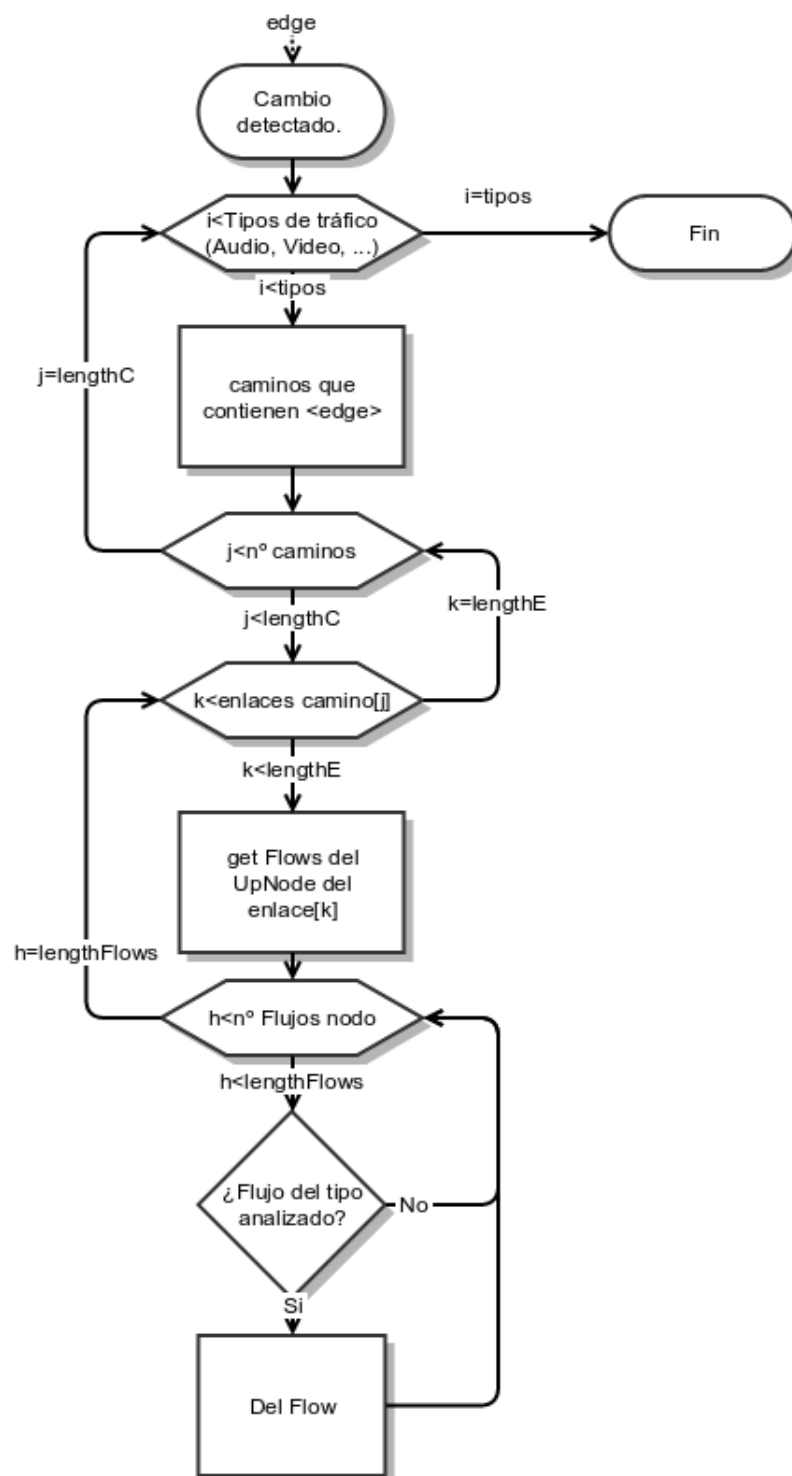 edge
Cambio
detectado.
i<Tipos de tráfico
(Audio, Video, ...)
i=tipos
Fin
i<tipos
j=lengthC
caminos que
contienen <edge>
j<nº caminos
j<lengthC
k=lengthE
k<enlaces camino[j]
k<lengthE
get Flows del
UpNode del
enlace[k]
h=lengthFlows
h<nº Flujos nodo
h<lengthFlows
¿Flujo del tipo
analizado?
No
Si
Del Flow